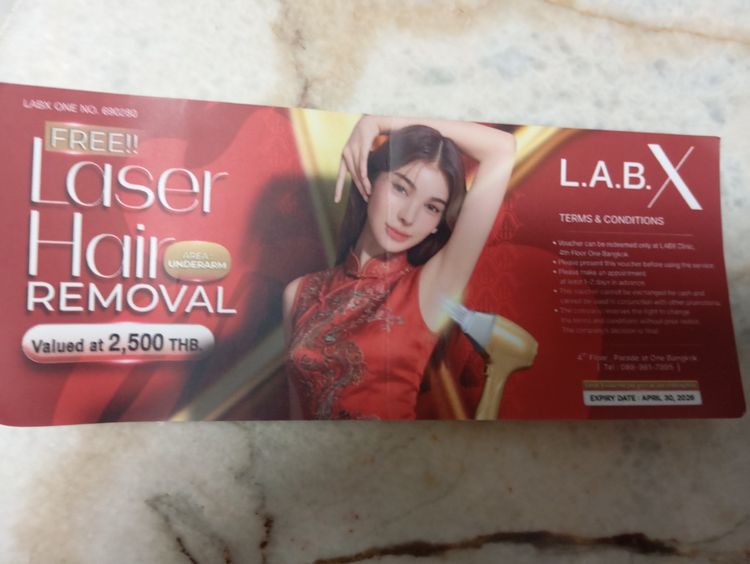 LABX ONE NO. 690280
FREE!!
Laser
Hair
AREA
UNDERARM
REMOVAL
Valued at 2,500 THB.
L.A.B.X
TERMS & CONDITIONS
• Voucher can be redeemed only at LABX Clinic,
4th Floor One Bangkok.
• Please present this voucher before using the service.
• Please make an appointment
at least 1-2 days in advance.
• This voucher cannot be exchanged for cash and
cannot be used in conjunction with other promotions.
• The company reserves the right to change
the terms and conditions without prior notice.
The company's decision is final.
4th Floor Parade at One Bangkok
EXPIRY DATE : APRIL 30, 2026